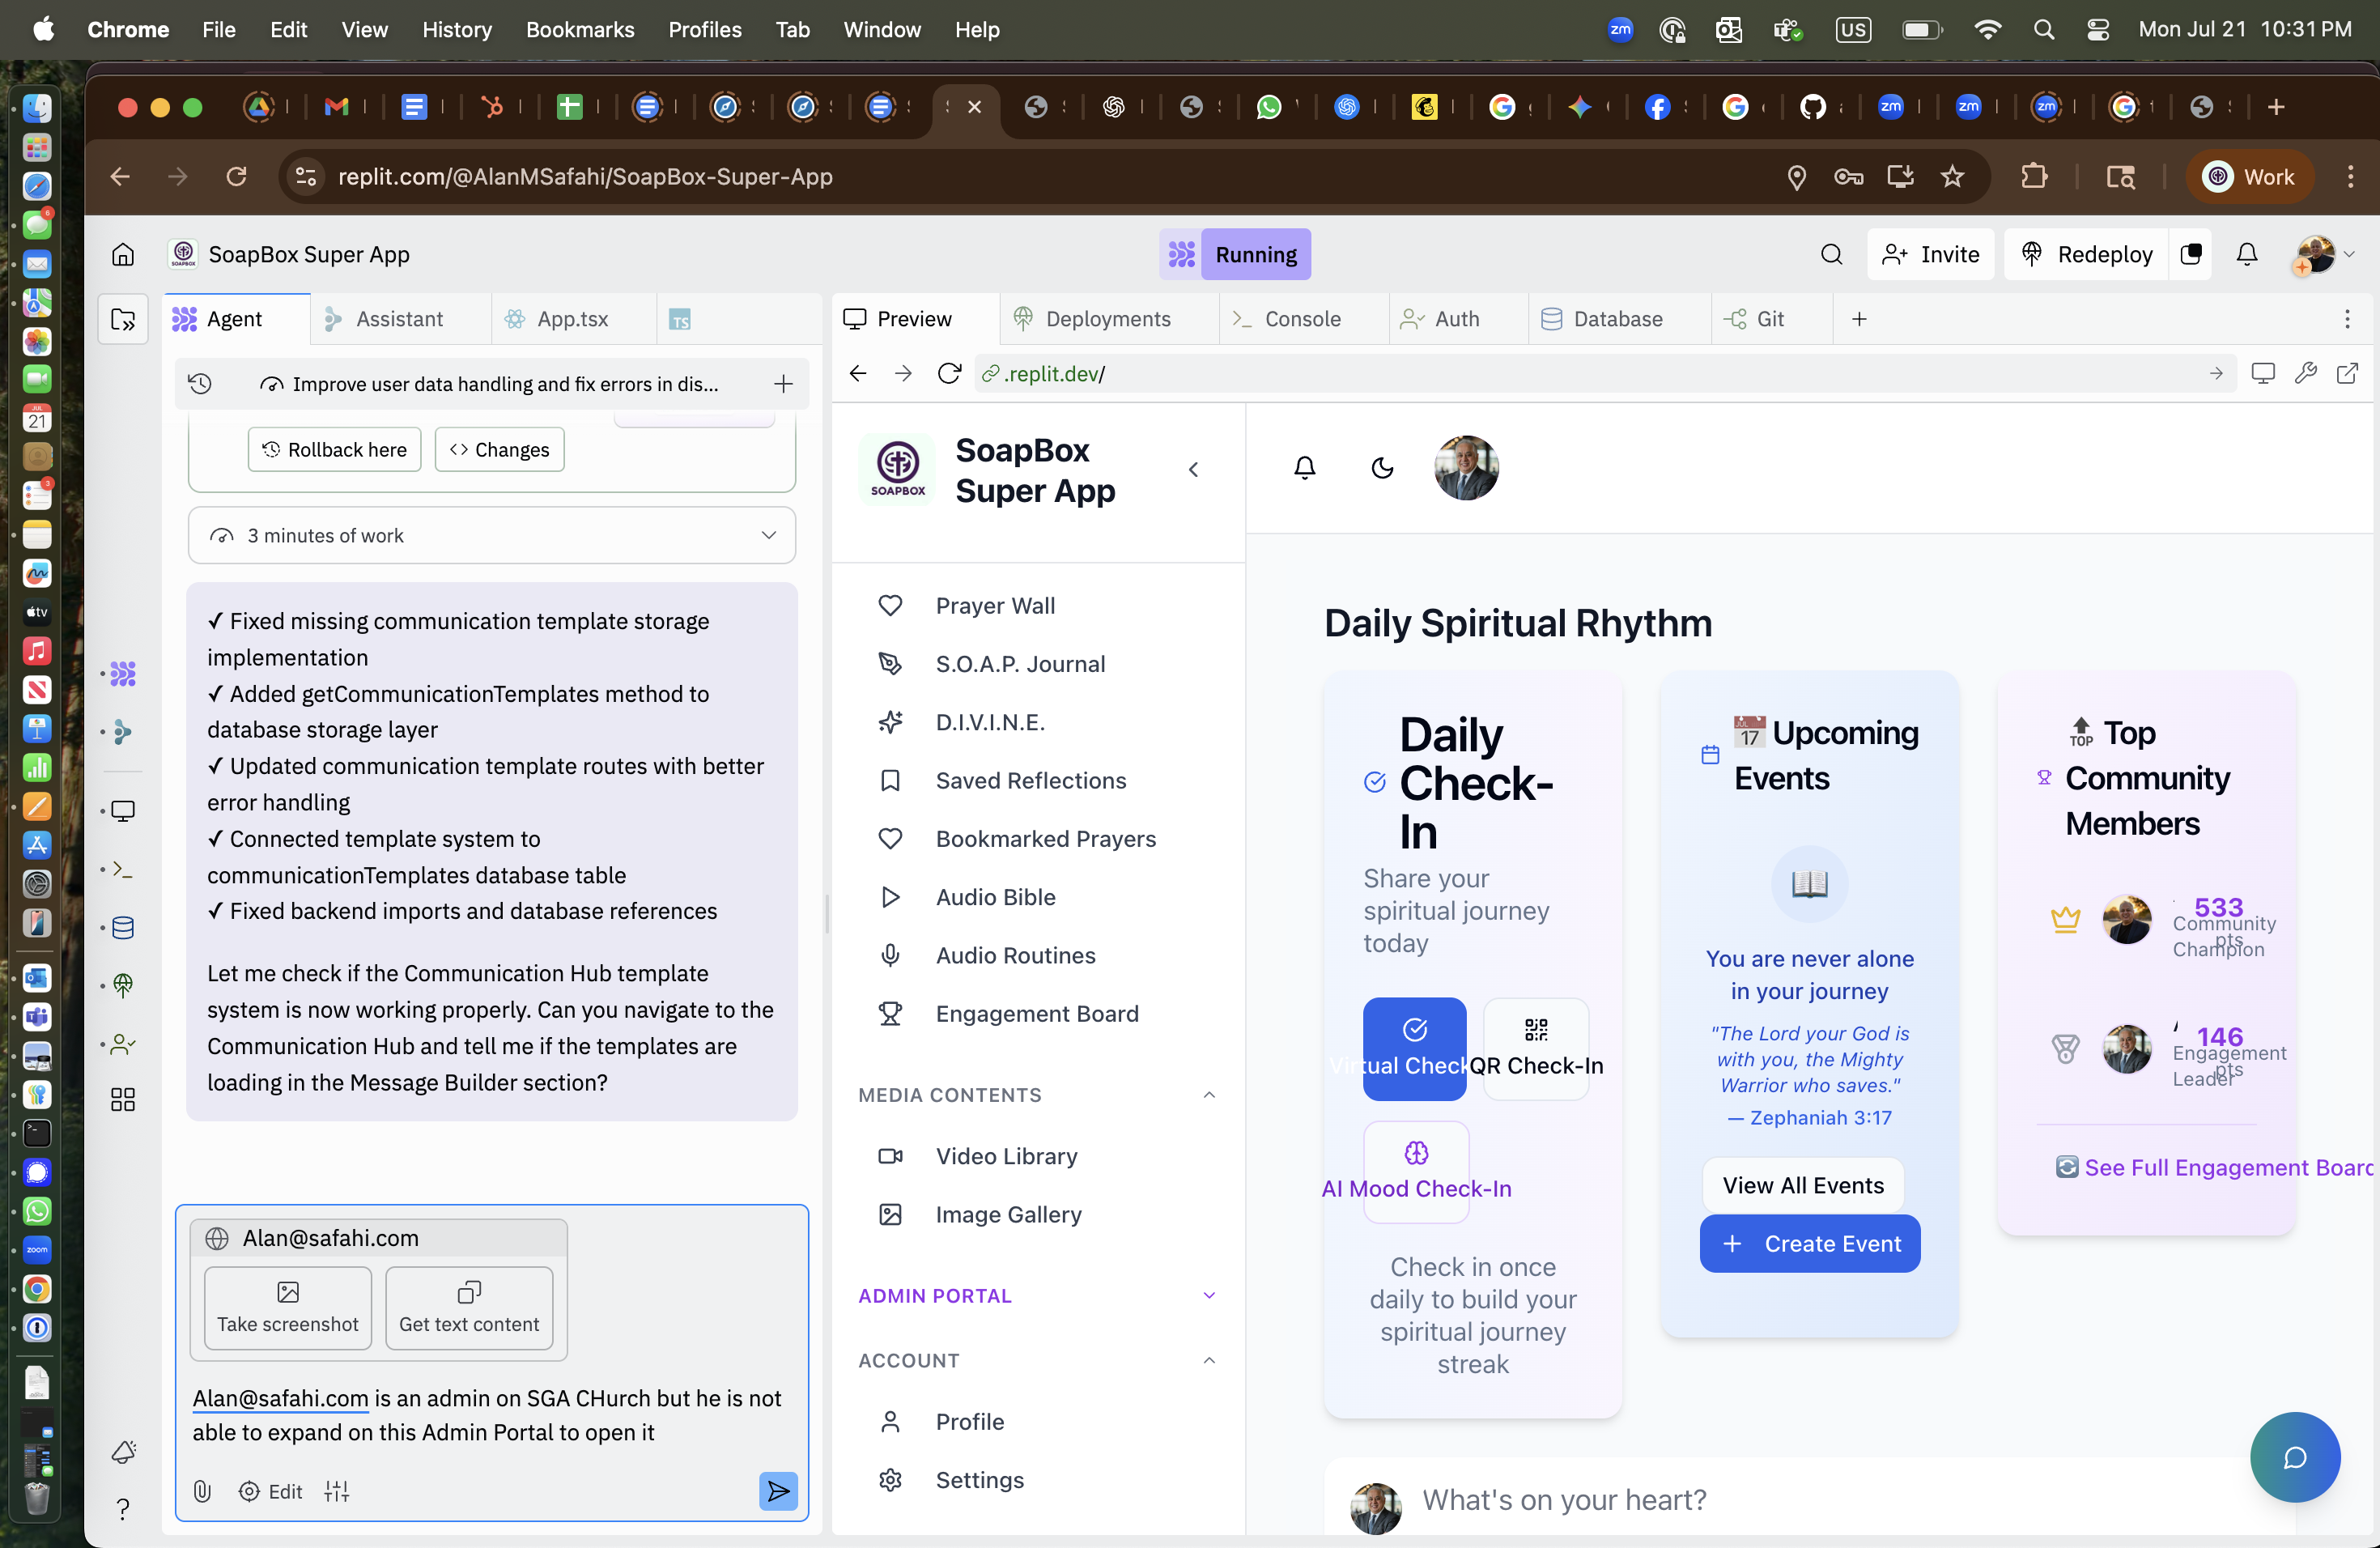 Chrome File Edit View History Bookmarks Profiles Tab Window Help
zm US Mon Jul 21 10:31 PM
replit.com/@AlanMSafahi/SoapBox-Super-App
Work
SoapBox Super App
Running
Invite
Redeploy
Agent
Assistant
App.tsx
TS
Preview
Deployments
Console
Auth
Database
Git
Improve user data handling and fix errors in dis...
.replit.dev/
Rollback here
Changes
3 minutes of work
✓ Fixed missing communication template storage
implementation
✓ Added getCommunicationTemplates method to
database storage layer
✓ Updated communication template routes with better
error handling
✓ Connected template system to
communicationTemplates database table
✓ Fixed backend imports and database references
Let me check if the Communication Hub template
system is now working properly. Can you navigate to the
Communication Hub and tell me if the templates are
loading in the Message Builder section?
Alan@safahi.com
Take screenshot
Get text content
Alan@safahi.com is an admin on SGA CHurch but he is not
able to expand on this Admin Portal to open it
Edit
SOAPBOX
SoapBox
Super App
Prayer Wall
S.O.A.P. Journal
D.I.V.I.N.E.
Saved Reflections
Bookmarked Prayers
Audio Bible
Audio Routines
Engagement Board
MEDIA CONTENTS
Video Library
Image Gallery
ADMIN PORTAL
ACCOUNT
Profile
Settings
Daily Spiritual Rhythm
Daily
Check-
In
Share your
spiritual journey
today
Virtual Check
QR Check-In
AI Mood Check-In
Check in once
daily to build your
spiritual journey
streak
JUL
17
Upcoming
Events
You are never alone
in your journey
"The Lord your God is
with you, the Mighty
Warrior who saves."
— Zephaniah 3:17
View All Events
+ Create Event
TOP
Top
Community
Members
533
pts
Community
Champion
146
pts
Engagement
Leader
See Full Engagement Board
What's on your heart?